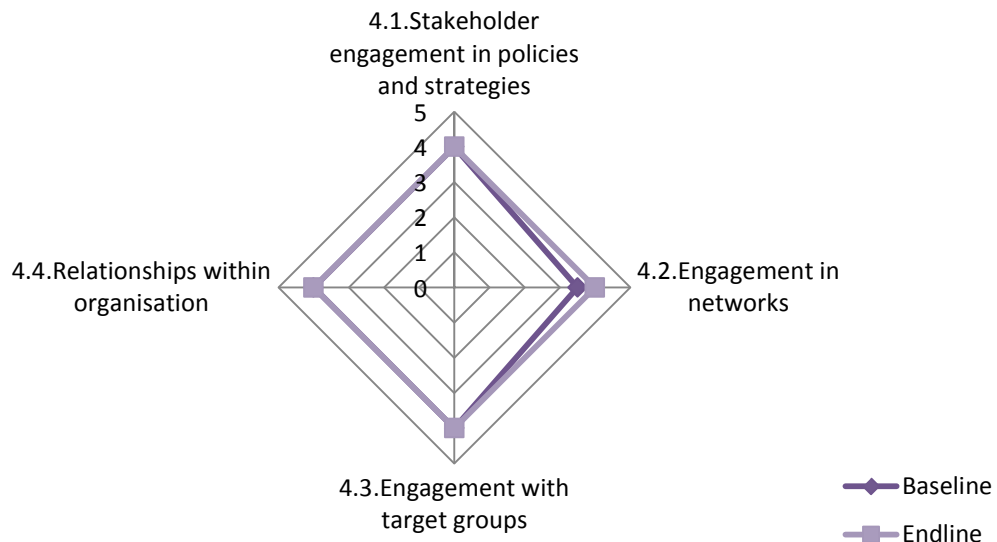 4.1.Stakeholder
engagement in policies
and strategies
5
4
3
2
1
0
4.4.Relationships within
organisation
4.2.Engagement in
networks
4.3.Engagement with
target groups
Baseline
Endline